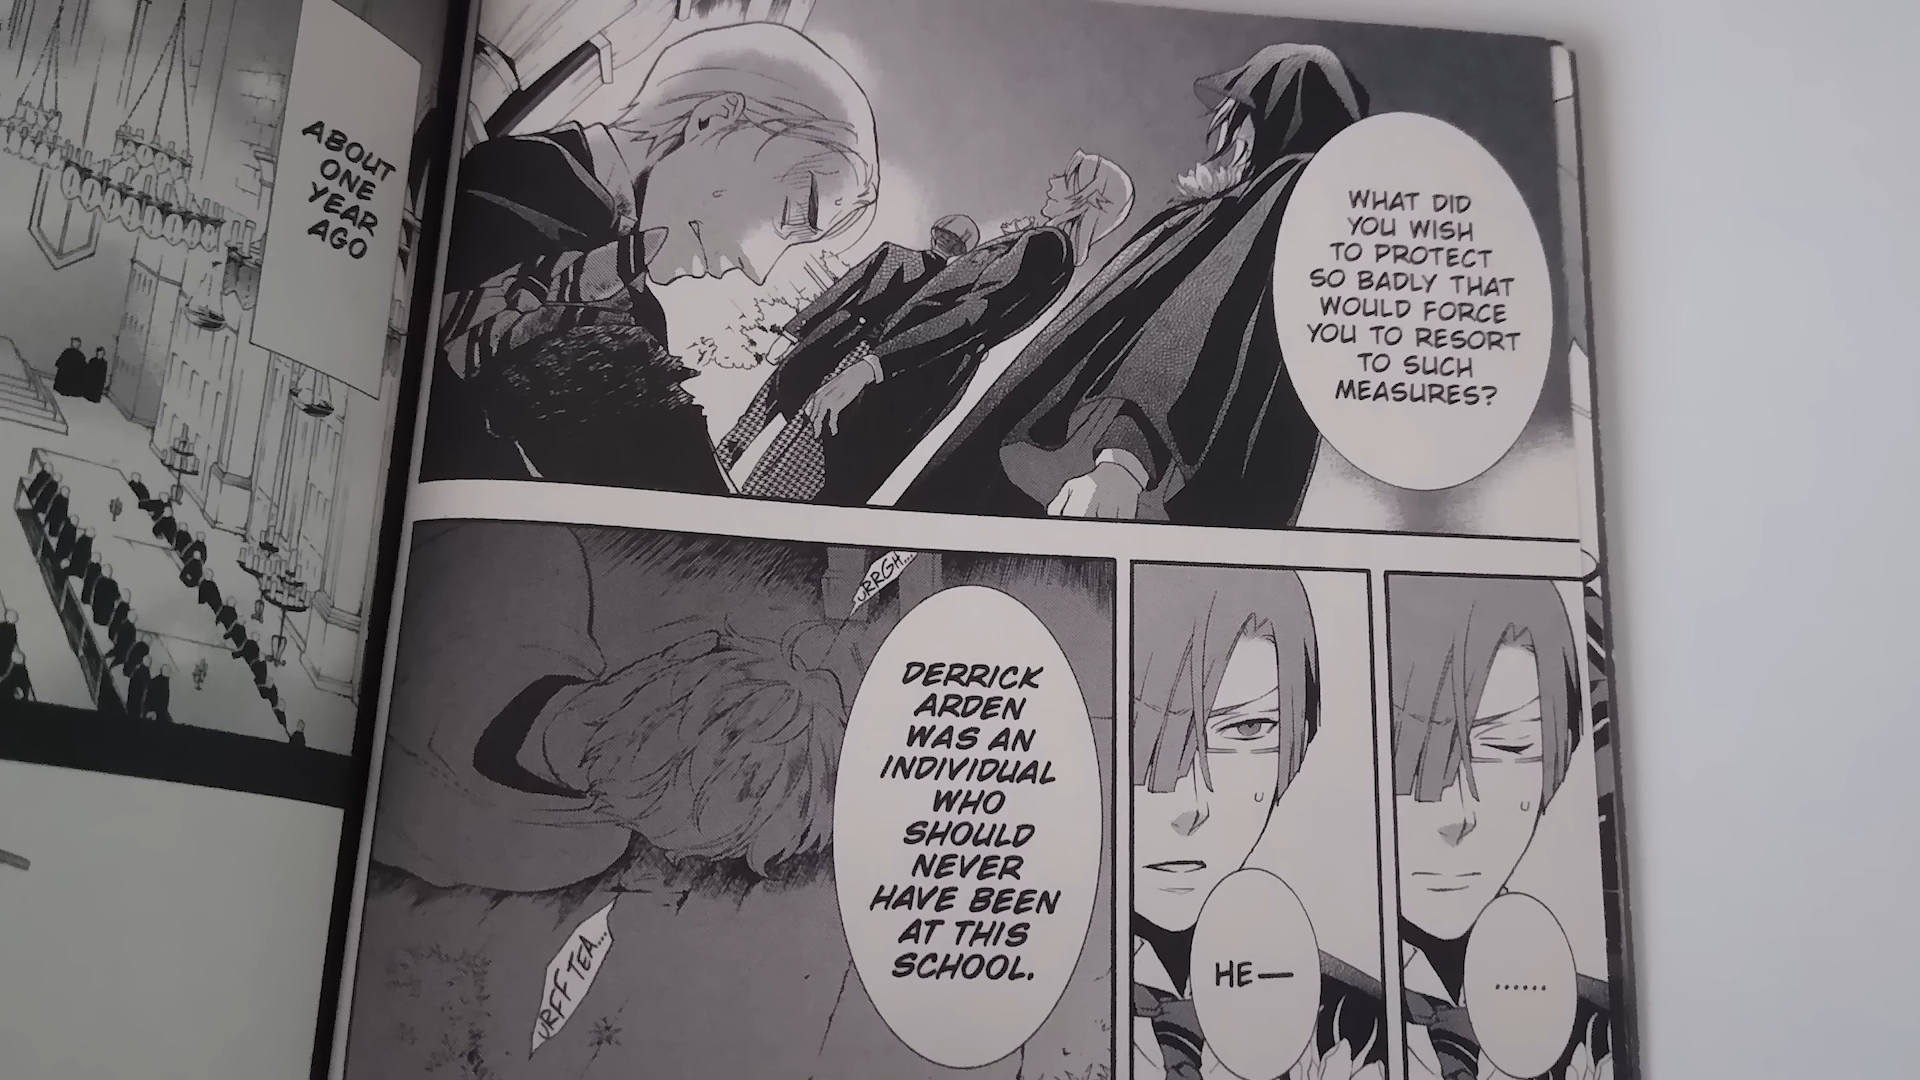 WHAT DID
YOU WISH
TO PROTECT
SO BADLY THAT
WOULD FORCE
YOU TO RESORT
TO SUCH
MEASURES?
......
HE—
DERRICK
ARDEN
WAS AN
INDIVIDUAL
WHO
SHOULD
NEVER
HAVE BEEN
AT THIS
SCHOOL.
URRGH...
URFF TEA...
ABOUT
ONE
YEAR
AGO